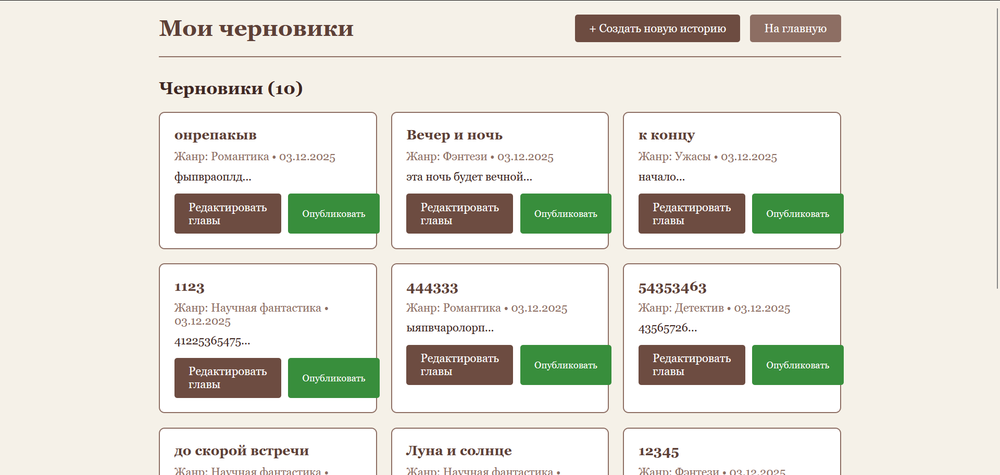 Мои черновики
+ Создать новую историю
На главную
Черновики (10)
онрепакыв
Жанр: Романтика • 03.12.2025
фыпвраоплд...
Редактировать
главы
Опубликовать
Вечер и ночь
Жанр: Фэнтези • 03.12.2025
эта ночь будет вечной...
Редактировать
главы
Опубликовать
к концу
Жанр: Ужасы • 03.12.2025
начало...
Редактировать
главы
Опубликовать
1123
Жанр: Научная фантастика •
03.12.2025
41225365475...
Редактировать
главы
Опубликовать
444333
Жанр: Романтика • 03.12.2025
ыяпвчаролорп...
Редактировать
главы
Опубликовать
54353463
Жанр: Детектив • 03.12.2025
43565726...
Редактировать
главы
Опубликовать
до скорой встречи
Жанр: Научная фантастика •
Луна и солнце
Жанр: Научная фантастика •
12345
Жанр: Фэнтези • 03.12.2025